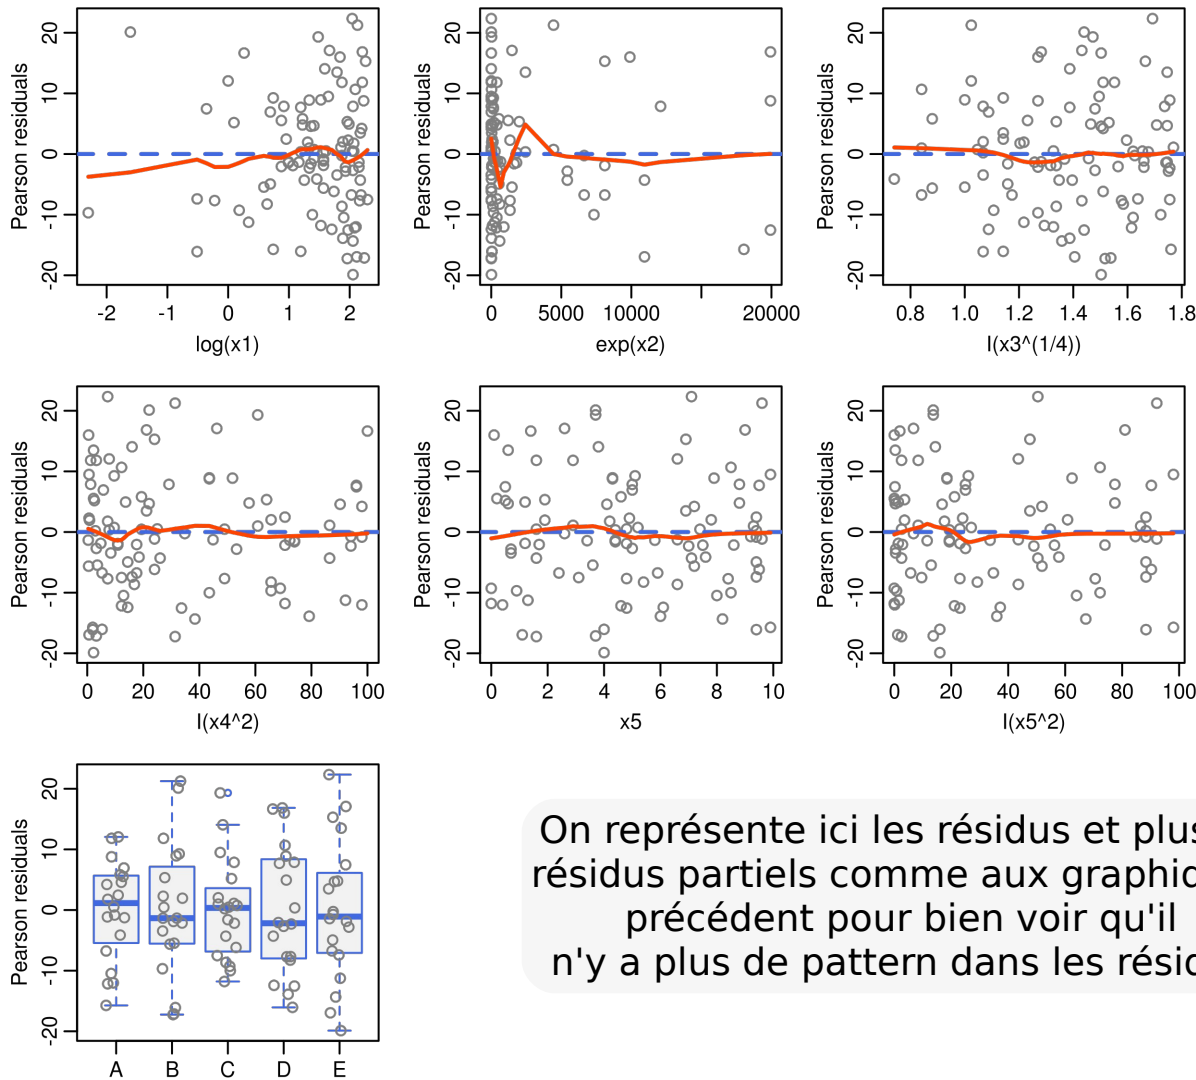 20
10
0
-10
-20
Pearson residuals
-2 -1 0 1 2
log(x1)
20
10
0
-10
-20
Pearson residuals
0 5000 10000 20000
exp(x2)
20
10
0
-10
-20
Pearson residuals
0.8 1.0 1.2 1.4 1.6 1.8
I(x3^(1/4))
20
10
0
-10
-20
Pearson residuals
0 20 40 60 80 100
I(x4^2)
20
10
0
-10
-20
Pearson residuals
0 2 4 6 8 10
x5
20
10
0
-10
-20
Pearson residuals
0 20 40 60 80 100
I(x5^2)
20
10
0
-10
-20
Pearson residuals
A B C D E
On représente ici les résidus et plus
résidus partiels comme aux
précédent pour bien voir qu'il
n'y a plus de pattern dans les